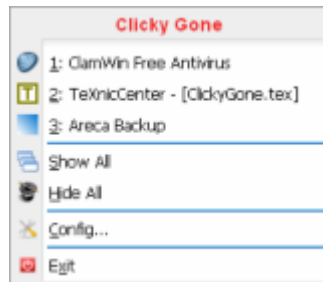 Clicky Gone
1: ClamWin Free Antivirus
2: TeXnicCenter - [ClickyGone.tex]
3: Areca Backup
Show All
Hide All
Config...
Exit